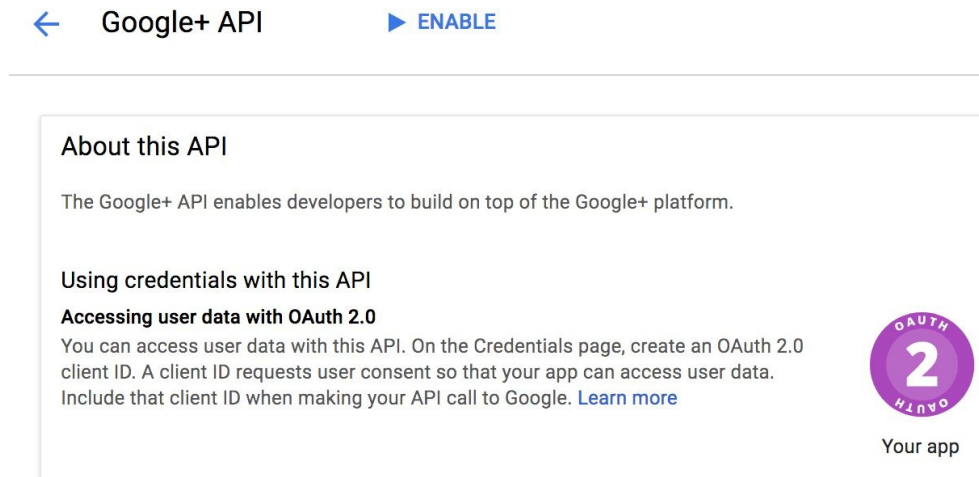 Google+ API
ENABLE
About this API
The Google+ API enables developers to build on top of the Google+ platform.
Using credentials with this API
Accessing user data with OAuth 2.0
You can access user data with this API. On the Credentials page, create an OAuth 2.0
client ID. A client ID requests user consent so that your app can access user data.
Include that client ID when making your API call to Google. Learn more
OAUTH
2
OAUTH
Your app